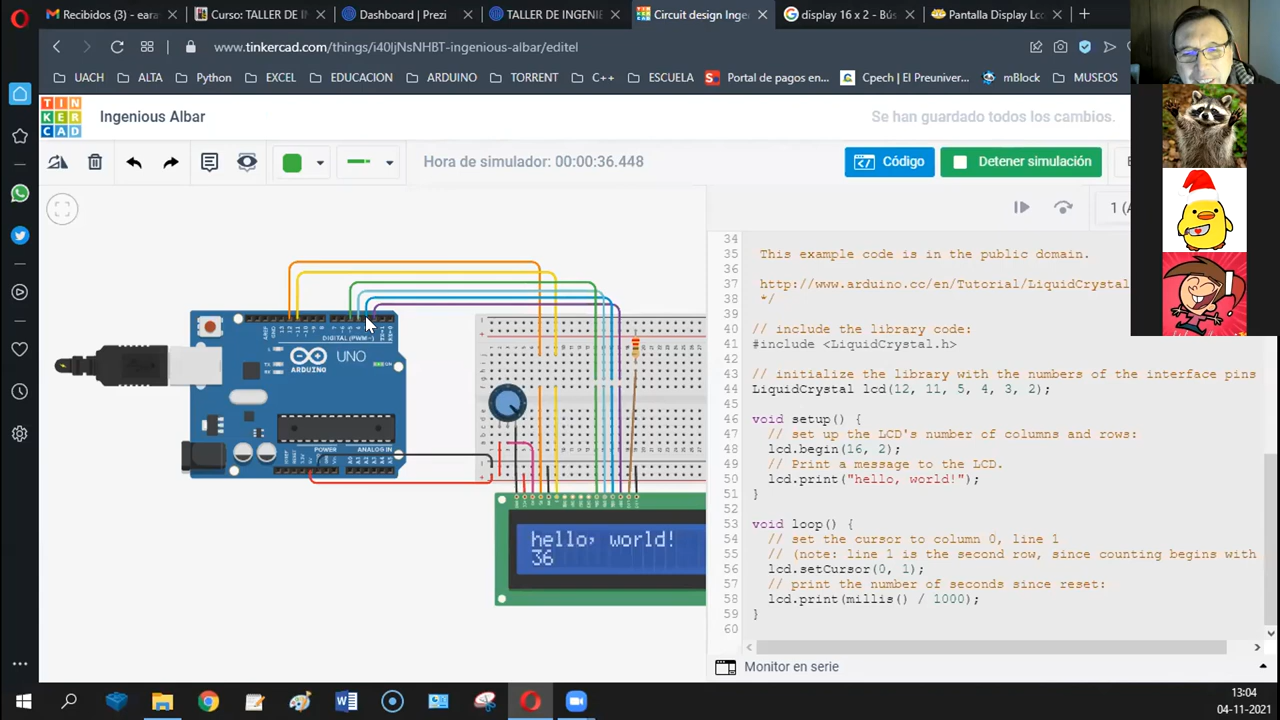 Recibidos (3) - eara
Curso: TALLER DE I
Dashboard | Prezi
TALLER DE INGENIE
Circuit design Inge
display 16 x 2 - Bús
Pantalla Display Lc
www.tinkercad.com/things/i40ljNsNHBT-ingenious-albar/editel
UACH
ALTA
Python
EXCEL
EDUCACION
ARDUINO
TORRENT
C++
ESCUELA
Portal de pagos en...
Cpech | El Preuniver...
mBlock
MUSEOS
TIN
KER
CAD
Ingenious Albar
Se han guardado todos los cambios.
Hora de simulador: 00:00:36.448
Código
Detener simulación
1 (A
DIGITAL (PWM~)
UNO
ARDUINO
POWER
ANALOG IN
hello, world!
36
34
35 This example code is in the public domain.
36
37 http://www.arduino.cc/en/Tutorial/LiquidCrystal
38 */
39
40 // include the library code:
41 #include <LiquidCrystal.h>
42
43 // initialize the library with the numbers of the interface pins
44 LiquidCrystal lcd(12, 11, 5, 4, 3, 2);
45
46 void setup() {
47 // set up the LCD's number of columns and rows:
48 lcd.begin(16, 2);
49 // Print a message to the LCD.
50 lcd.print("hello, world!");
51 }
52
53 void loop() {
54 // set the cursor to column 0, line 1
55 // (note: line 1 is the second row, since counting begins with
56 lcd.setCursor(0, 1);
57 // print the number of seconds since reset:
58 lcd.print(millis() / 1000);
59 }
60
Monitor en serie
13:04
04-11-2021